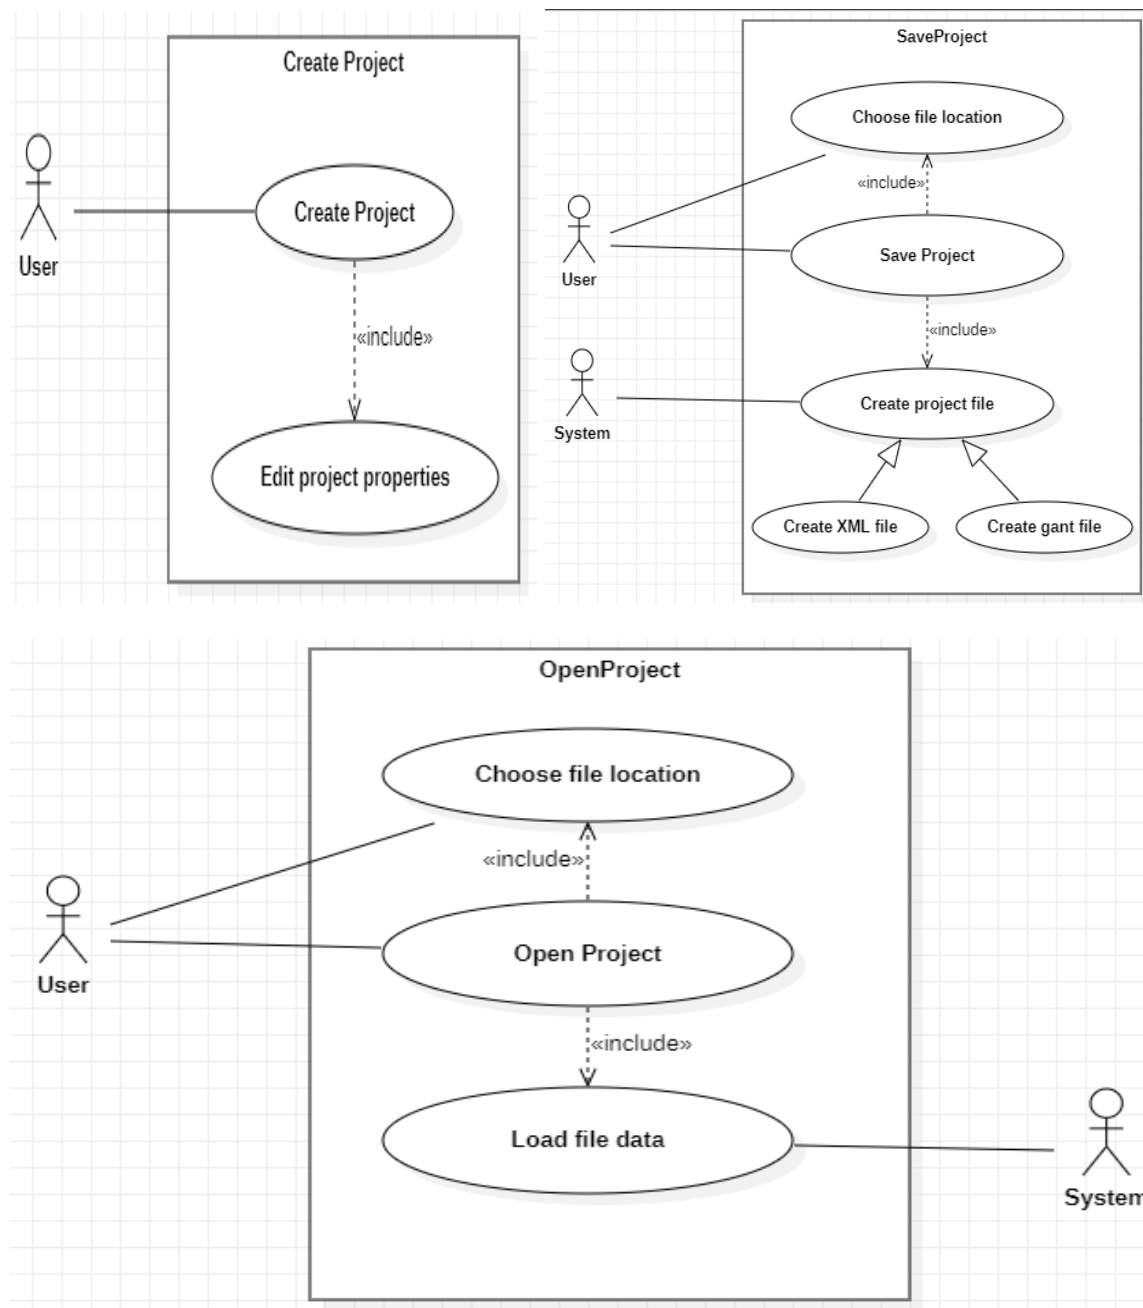 Create Project
Create Project
User
«include»
Edit project properties
SaveProject
Choose file location
«include»
Save Project
User
«include»
Create project file
System
Create XML file
Create gant file
OpenProject
Choose file location
«include»
Open Project
User
«include»
Load file data
System